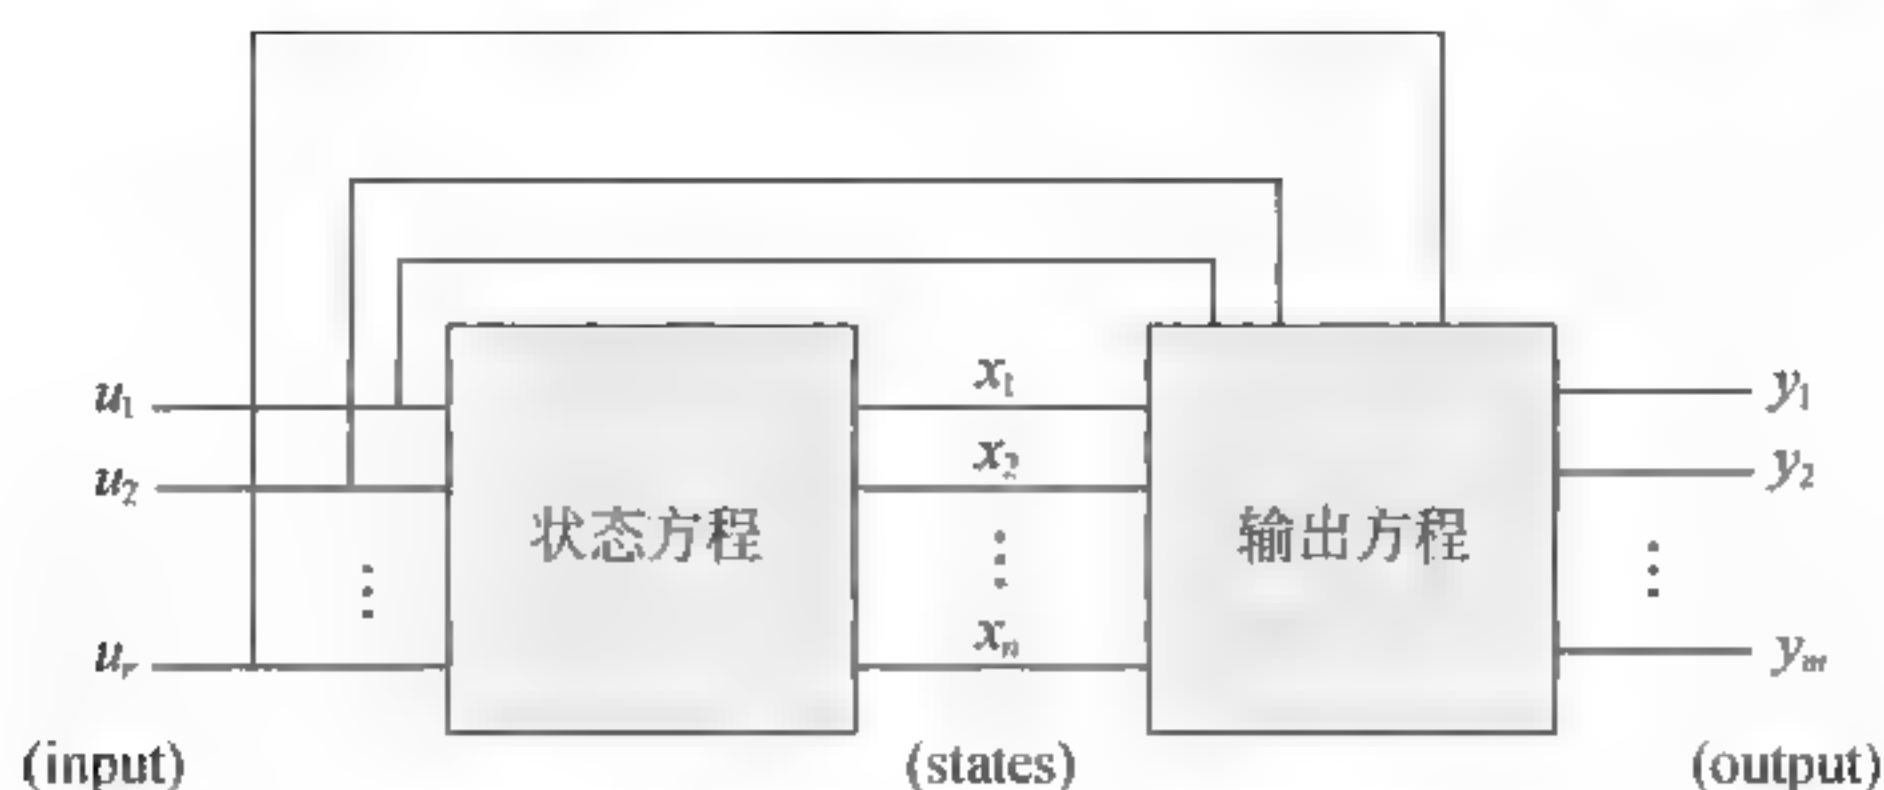 u₁
u₂
⋮
uᵣ
(input)
状态方程
x₁
x₂
⋮
xₙ
(states)
输出方程
y₁
y₂
⋮
yₘ
(output)